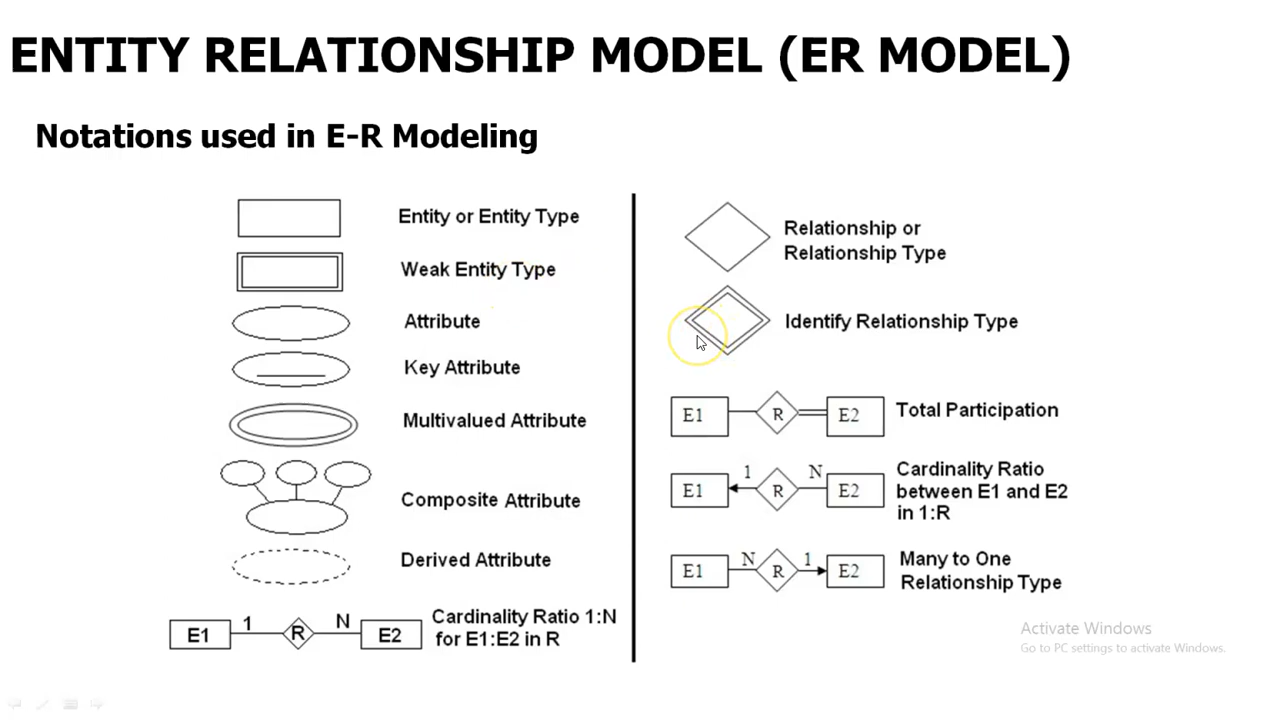 ENTITY RELATIONSHIP MODEL (ER MODEL)
Notations used in E-R Modeling
Entity or Entity Type
Weak Entity Type
Attribute
Key Attribute
Multivalued Attribute
Composite Attribute
Derived Attribute
E1 1 R N E2
Cardinality Ratio 1:N
for E1:E2 in R
Relationship or
Relationship Type
Identify Relationship Type
E1 R E2
Total Participation
E1 1 R N E2
Cardinality Ratio
between E1 and E2
in 1:R
E1 N R 1 E2
Many to One
Relationship Type
Activate Windows
Go to PC settings to activate Windows.